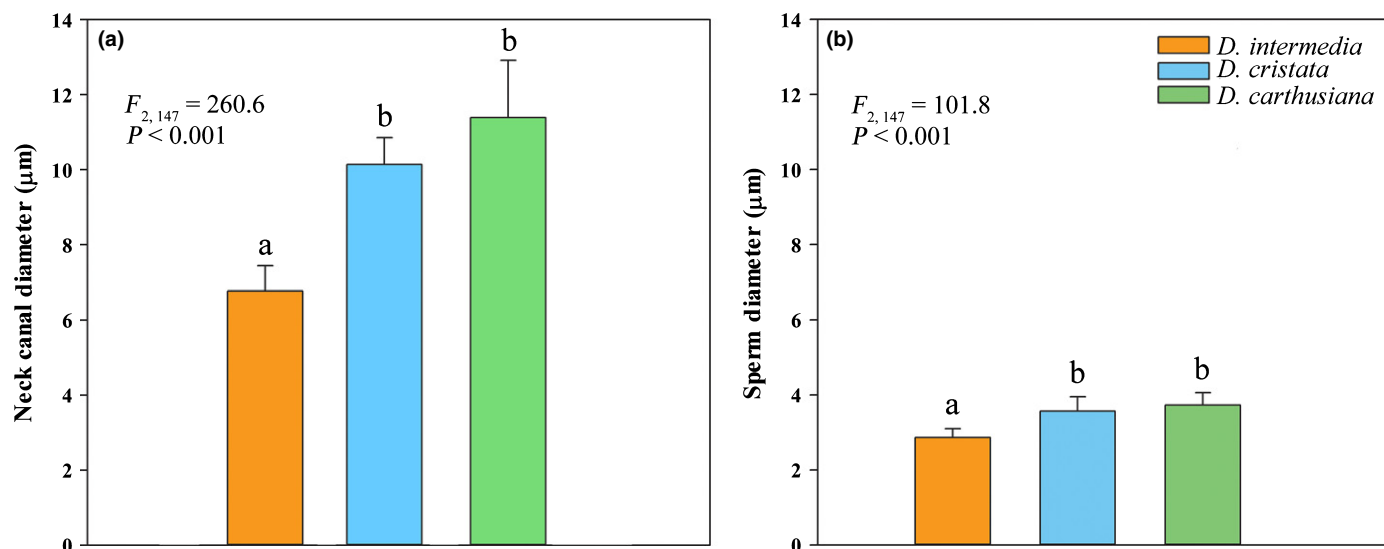 (a)
F2, 147 = 260.6
P < 0.001
a
b
b
Neck canal diameter (μm)
14
12
10
8
6
4
2
0
(b)
D. intermedia
D. cristata
D. carthusiana
F2, 147 = 101.8
P < 0.001
a
b
b
Sperm diameter (μm)
14
12
10
8
6
4
2
0